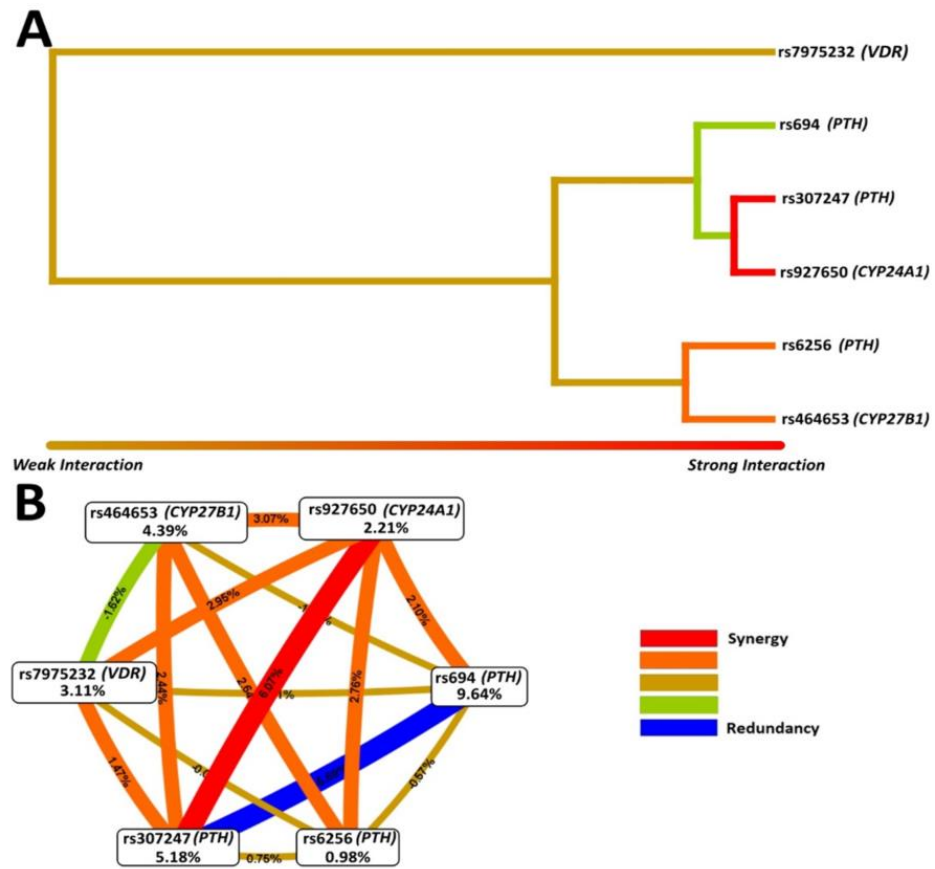 A
rs7975232 (VDR)
rs694 (PTH)
rs307247 (PTH)
rs927650 (CYP24A1)
rs6256 (PTH)
rs464653 (CYP27B1)
Weak Interaction
Strong Interaction
B
rs464653 (CYP27B1)
4.39%
3.07%
rs927650 (CYP24A1)
2.21%
-1.62%
2.95%
2.10%
rs7975232 (VDR)
3.11%
2.44%
6.07%
2.76%
rs694 (PTH)
9.64%
1.47%
-0.57%
rs307247 (PTH)
5.18%
0.76%
rs6256 (PTH)
0.98%
Synergy
Redundancy